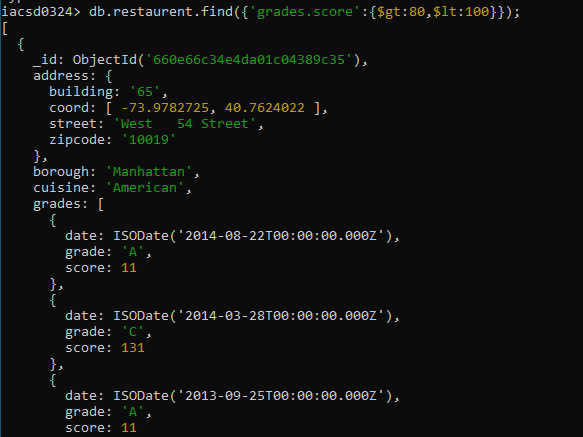 iacsd0324> db.restaurent.find({'grades.score':{$gt:80,$lt:100}});
[
  {
    _id: ObjectId('660e66c34e4da01c04389c35'),
    address: {
      building: '65',
      coord: [ -73.9782725, 40.7624022 ],
      street: 'West   54 Street',
      zipcode: '10019'
    },
    borough: 'Manhattan',
    cuisine: 'American',
    grades: [
      {
        date: ISODate('2014-08-22T00:00:00.000Z'),
        grade: 'A',
        score: 11
      },
      {
        date: ISODate('2014-03-28T00:00:00.000Z'),
        grade: 'C',
        score: 131
      },
      {
        date: ISODate('2013-09-25T00:00:00.000Z'),
        grade: 'A',
        score: 11